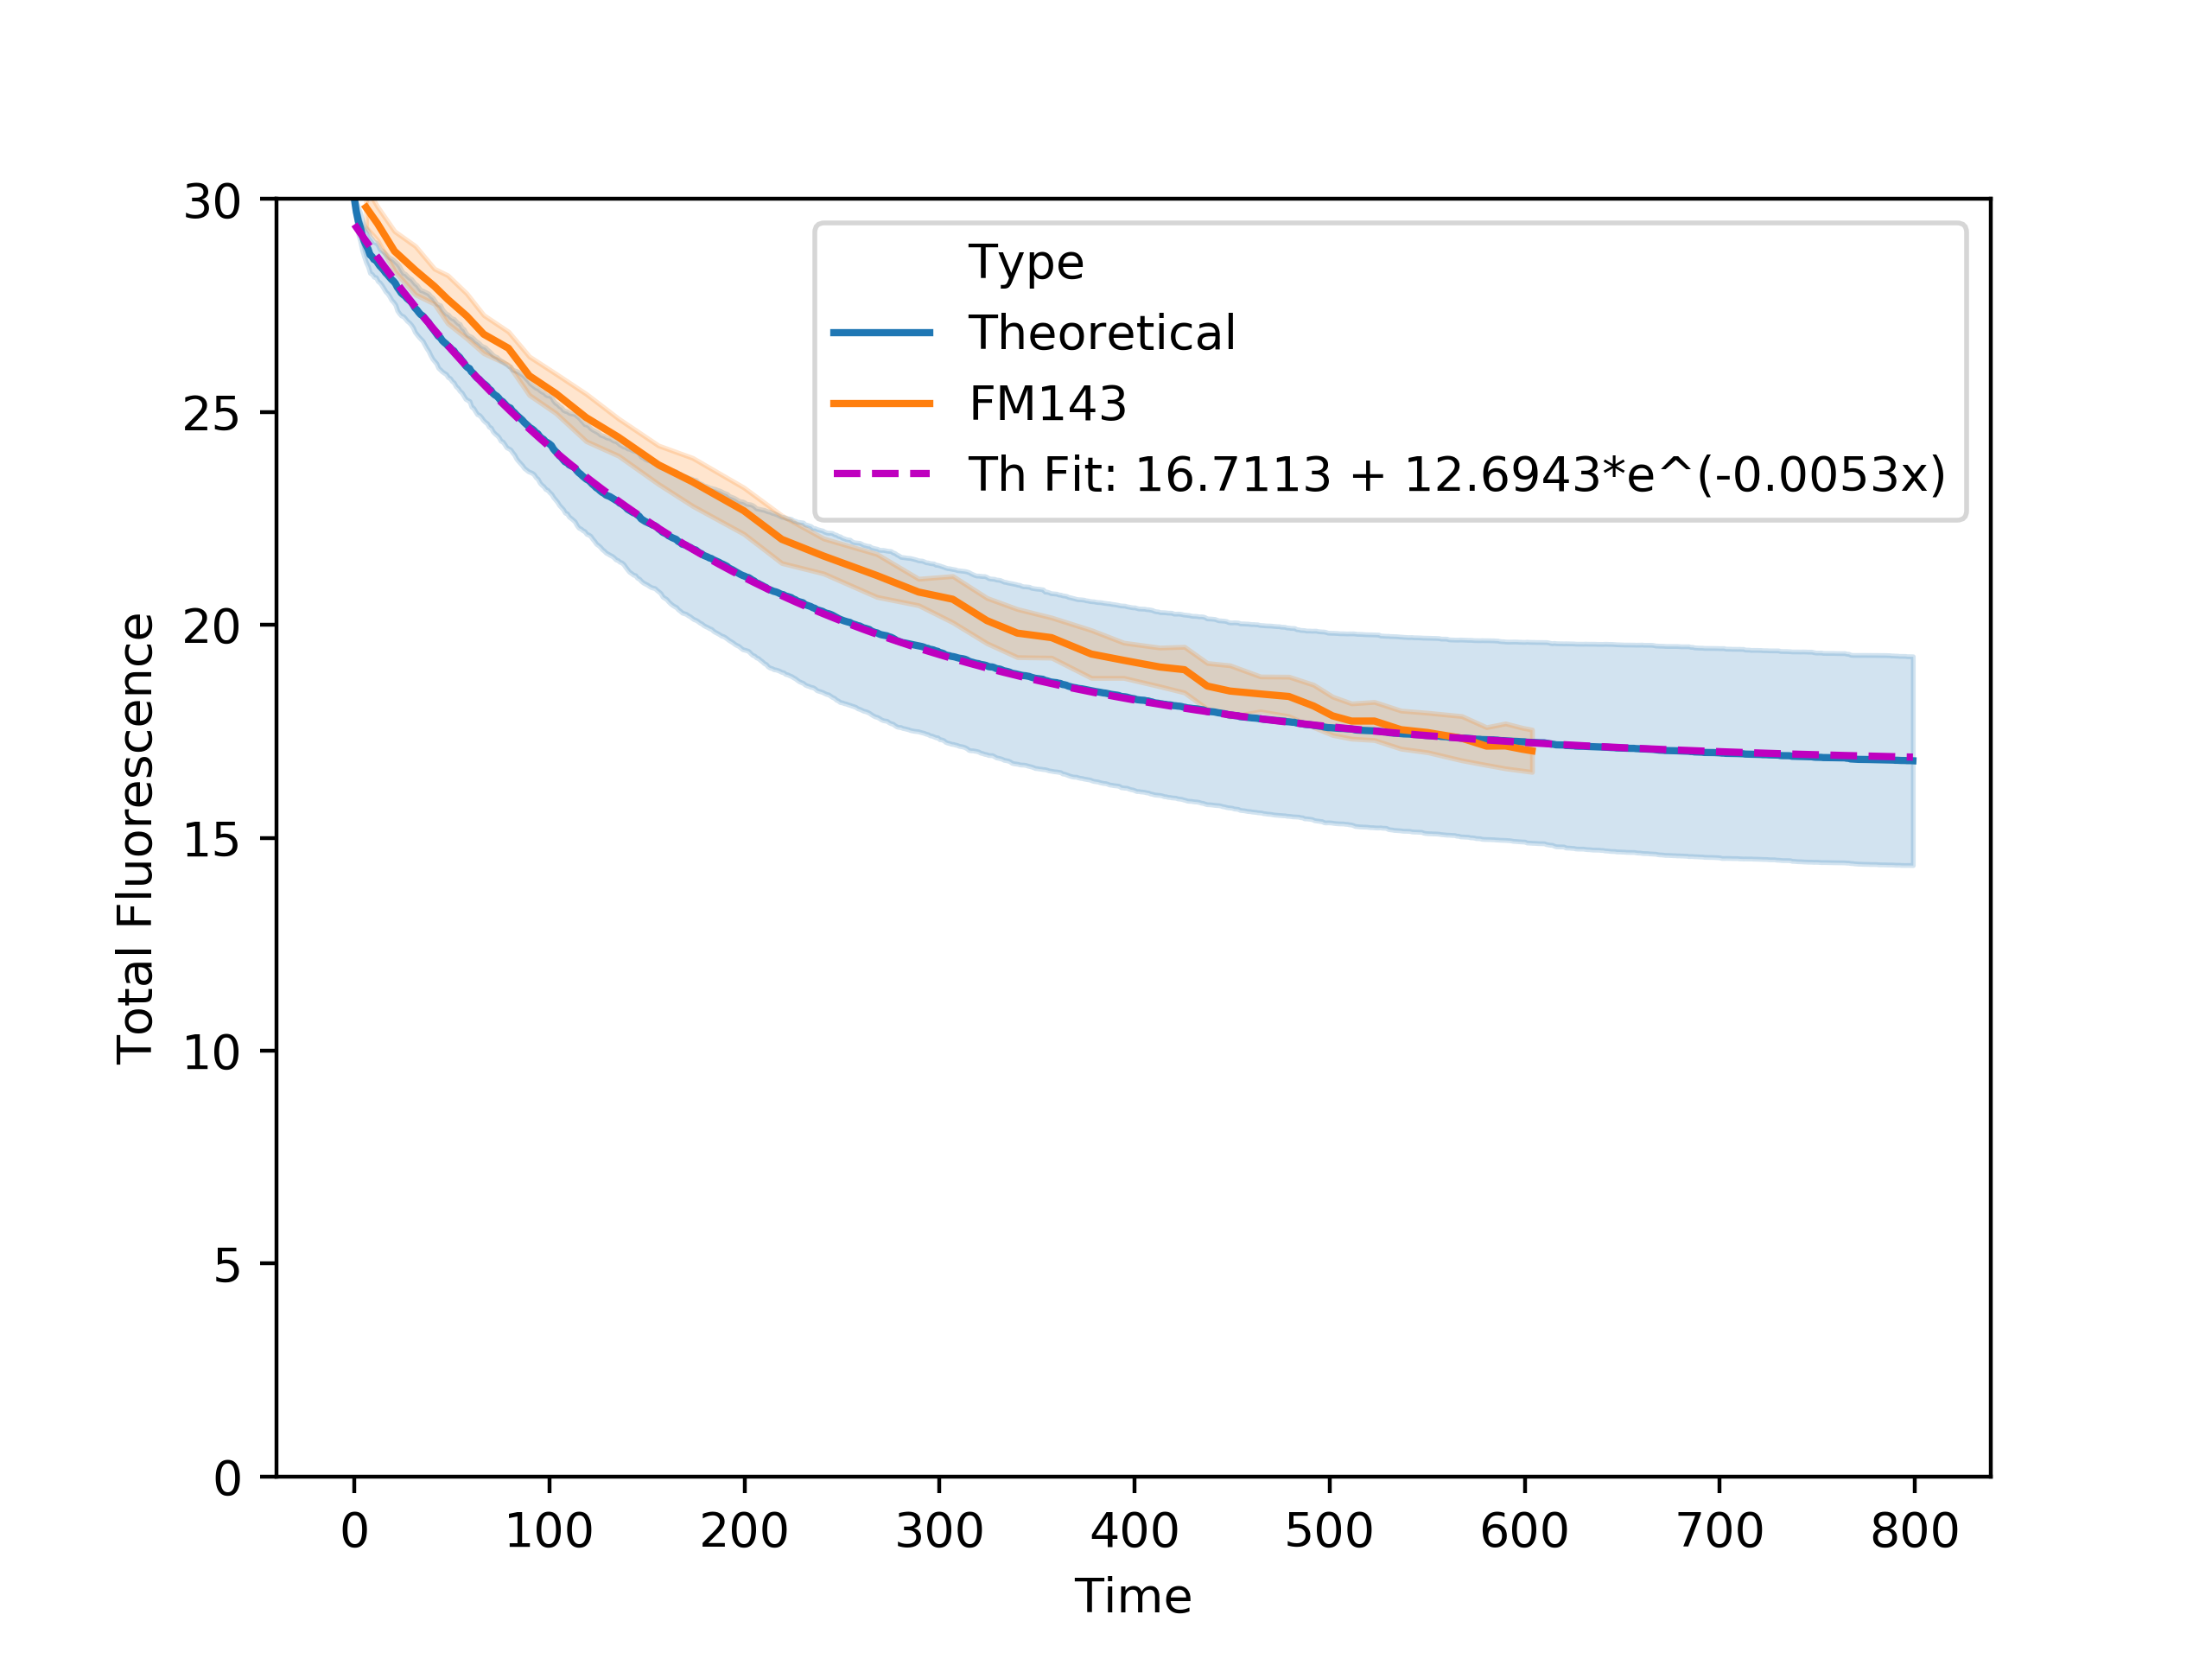 Type
Theoretical
FM143
Th Fit: 16.7113 + 12.6943*e^(-0.0053x)
Total Fluorescence
30
25
20
15
10
5
0
0 100 200 300 400 500 600 700 800
Time